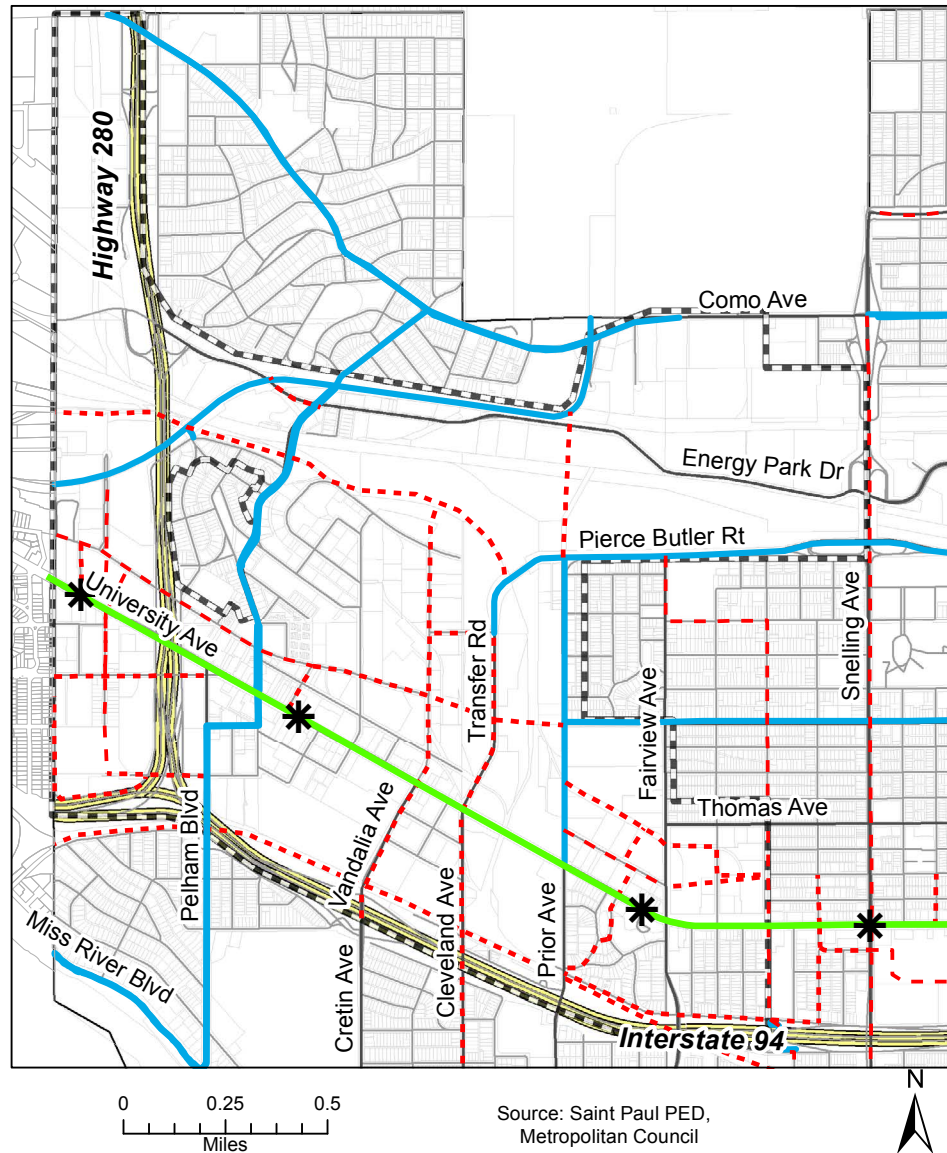 Highway 280
Como Ave
Energy Park Dr
Pierce Butler Rt
University Ave
Transfer Rd
Fairview Ave
Snelling Ave
Thomas Ave
Pelham Blvd
Vandalia Ave
Cleveland Ave
Prior Ave
Miss River Blvd
Cretin Ave
Interstate 94
N
0 0.25 0.5
Miles
Source: Saint Paul PED,
Metropolitan Council